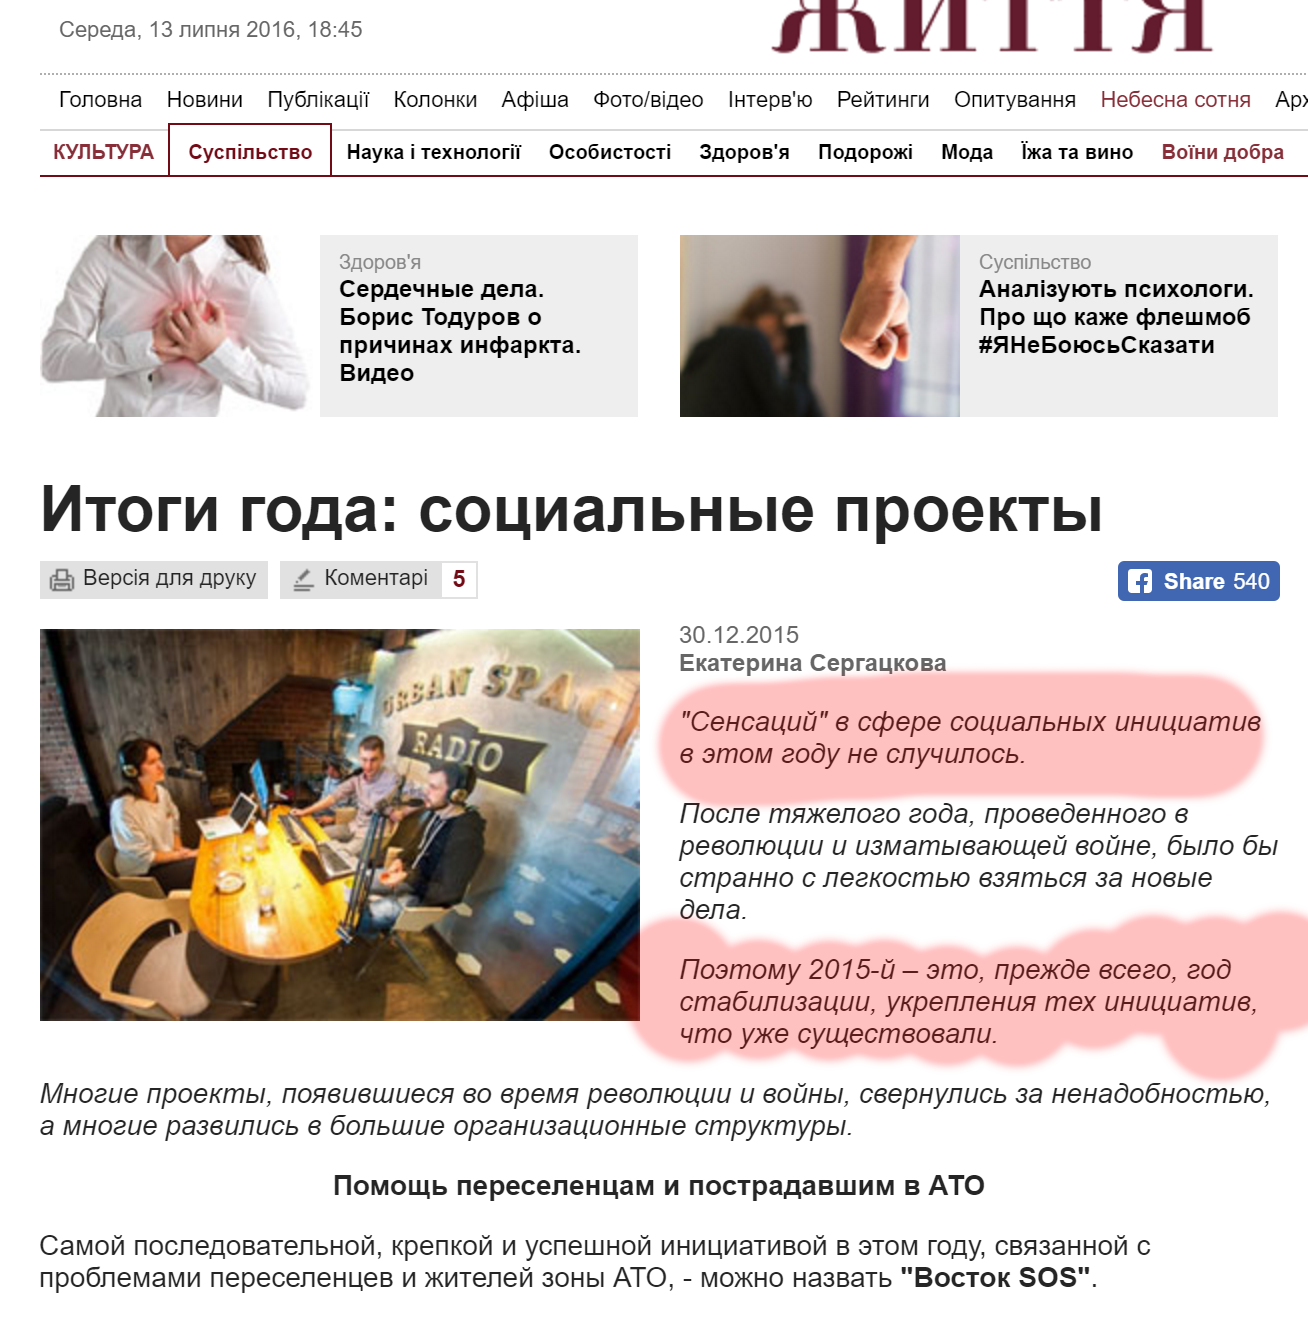 Середа, 13 липня 2016, 18:45
ЖИТТЯ
Головна Новини Публікації Колонки Афіша Фото/відео Інтерв'ю Рейтинги Опитування Небесна сотня Арх
КУЛЬТУРА Суспільство Наука і технології Особистості Здоров'я Подорожі Мода Їжа та вино Воїни добра
Здоров'я
Сердечные дела.
Борис Тодуров о
причинах инфаркта.
Видео
Суспільство
Аналізують психологи.
Про що каже флешмоб
#ЯНеБоюсьСказати
Итоги года: социальные проекты
Версія для друку Коментарі 5 Share 540
URBAN SPAC
RADIO
30.12.2015
Екатерина Сергацкова
"Сенсаций" в сфере социальных инициатив
в этом году не случилось.
После тяжелого года, проведенного в
революции и изматывающей войне, было бы
странно с легкостью взяться за новые
дела.
Поэтому 2015-й – это, прежде всего, год
стабилизации, укрепления тех инициатив,
что уже существовали.
Многие проекты, появившиеся во время революции и войны, свернулись за ненадобностью,
а многие развились в большие организационные структуры.
Помощь переселенцам и пострадавшим в АТО
Самой последовательной, крепкой и успешной инициативой в этом году, связанной с
проблемами переселенцев и жителей зоны АТО, - можно назвать "Восток SOS".